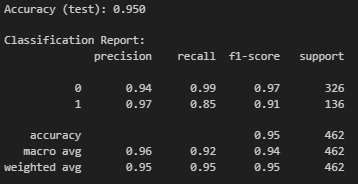 Accuracy (test): 0.950
Classification Report:
precision recall f1-score support
0 0.94 0.99 0.97 326
1 0.97 0.85 0.91 136
accuracy 0.95 462
macro avg 0.96 0.92 0.94 462
weighted avg 0.95 0.95 0.95 462